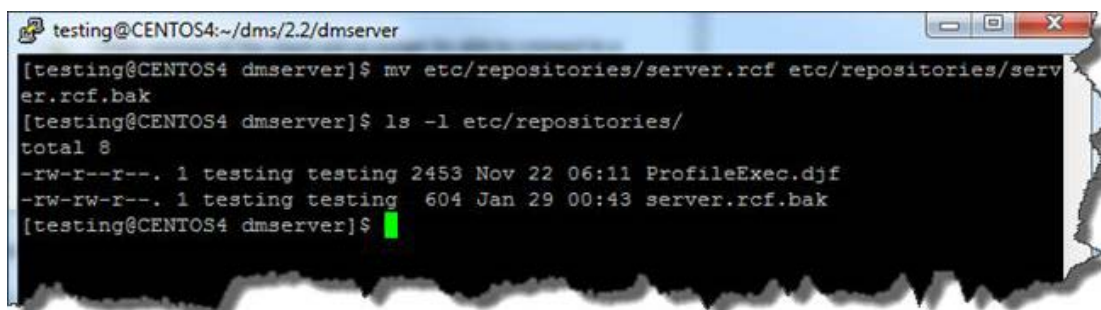 testing@CENTOS4:~/dms/2.2/dmserver
[testing@CENTOS4 dmserver]$ mv etc/repositories/server.rcf etc/repositories/serv
er.rcf.bak
[testing@CENTOS4 dmserver]$ ls -l etc/repositories/
total 8
-rw-r--r--. 1 testing testing 2453 Nov 22 06:11 ProfileExec.djf
-rw-rw-r--. 1 testing testing  604 Jan 29 00:43 server.rcf.bak
[testing@CENTOS4 dmserver]$